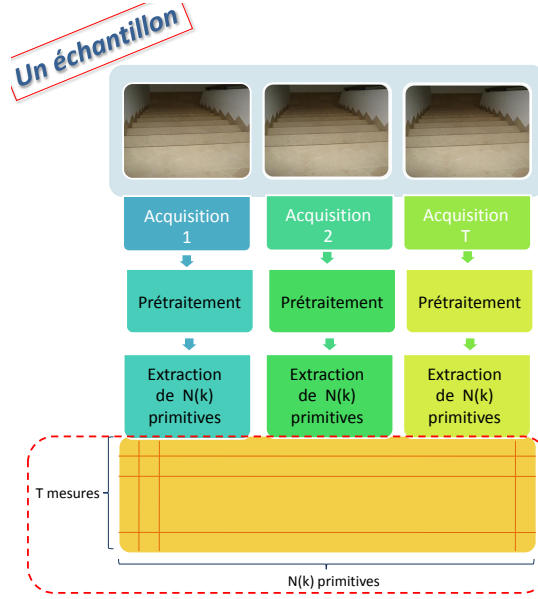 Un échantillon
Acquisition
1
Acquisition
2
Acquisition
T
Prétraitement
Prétraitement
Prétraitement
Extraction
de N(k)
primitives
Extraction
de N(k)
primitives
Extraction
de N(k)
primitives
T mesures
N(k) primitives